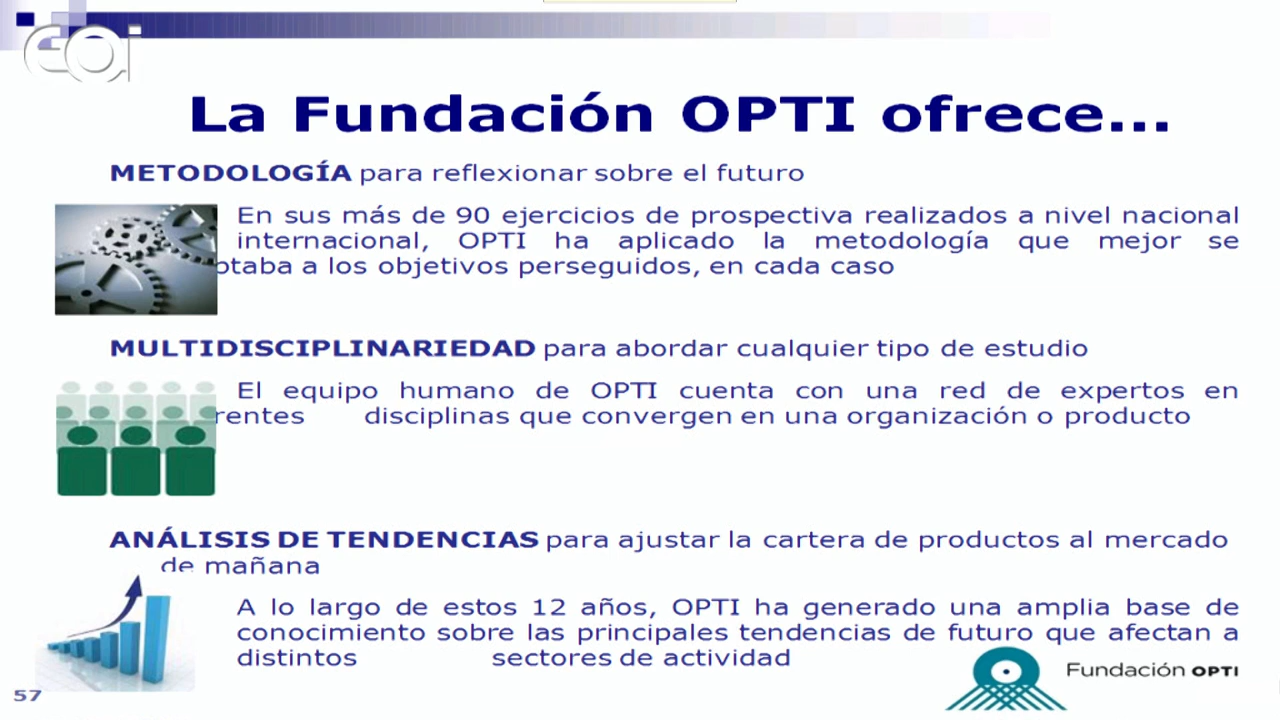 EOi
La Fundación OPTI ofrece...
METODOLOGÍA para reflexionar sobre el futuro
En sus más de 90 ejercicios de prospectiva realizados a nivel nacional
internacional, OPTI ha aplicado la metodología que mejor se
ptaba a los objetivos perseguidos, en cada caso
MULTIDISCIPLINARIEDAD para abordar cualquier tipo de estudio
El equipo humano de OPTI cuenta con una red de expertos en
rentes disciplinas que convergen en una organización o producto
ANÁLISIS DE TENDENCIAS para ajustar la cartera de productos al mercado
de mañana
A lo largo de estos 12 años, OPTI ha generado una amplia base de
conocimiento sobre las principales tendencias de futuro que afectan a
distintos sectores de actividad
Fundación OPTI
57